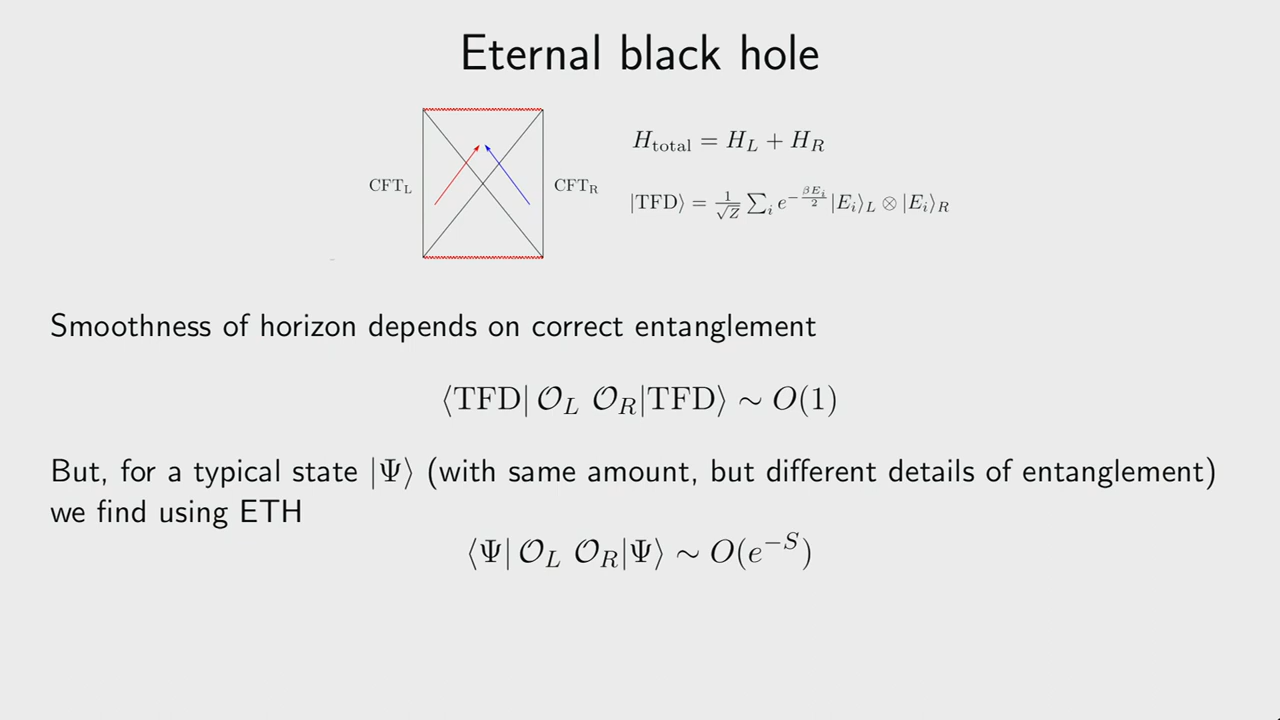 Eternal black hole
CFT_L
CFT_R
H_total = H_L + H_R
|TFD⟩ = 1/√Z ∑_i e^{-βE_i/2} |E_i⟩_L ⊗ |E_i⟩_R
Smoothness of horizon depends on correct entanglement
⟨TFD| 𝒪_L 𝒪_R |TFD⟩ ∼ O(1)
But, for a typical state |Ψ⟩ (with same amount, but different details of entanglement)
we find using ETH
⟨Ψ| 𝒪_L 𝒪_R |Ψ⟩ ∼ O(e^{-S})